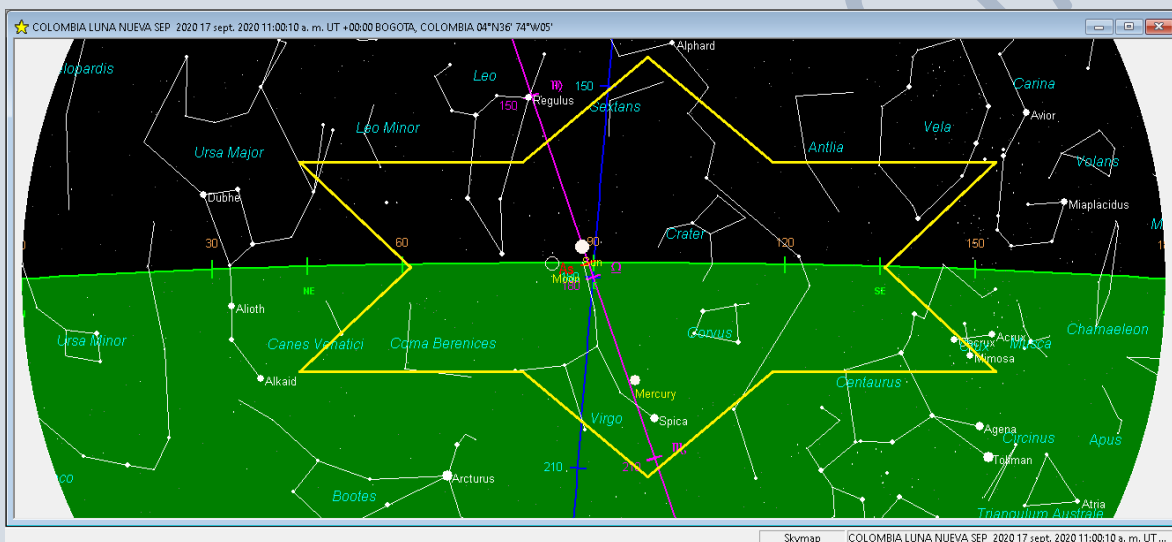 COLOMBIA LUNA NUEVA SEP 2020 17 sept. 2020 11:00:10 a. m. UT +00:00 BOGOTA, COLOMBIA 04°N36' 74°W05'
Alphard
Leo
Carina
150
150
Regulus
Sextans
Avior
Leo Minor
Vela
Ursa Major
Antlia
Volans
Dubhe
Miaplacidus
Crater
30
60
90
120
150
Sun
Moon
180
NE
SE
Alioth
Corvus
Chamaeleon
Ursa Minor
Canes Venatici
Coma Berenices
Acrux
Mimosa
Alkaid
Centaurus
Mercury
Virgo
Spica
Agena
Circinus
Apus
210
Toliman
Arcturus
Bootes
Atria
Triangulum Australe
Skymap
COLOMBIA LUNA NUEVA SEP 2020 17 sept. 2020 11:00:10 a. m. UT ...